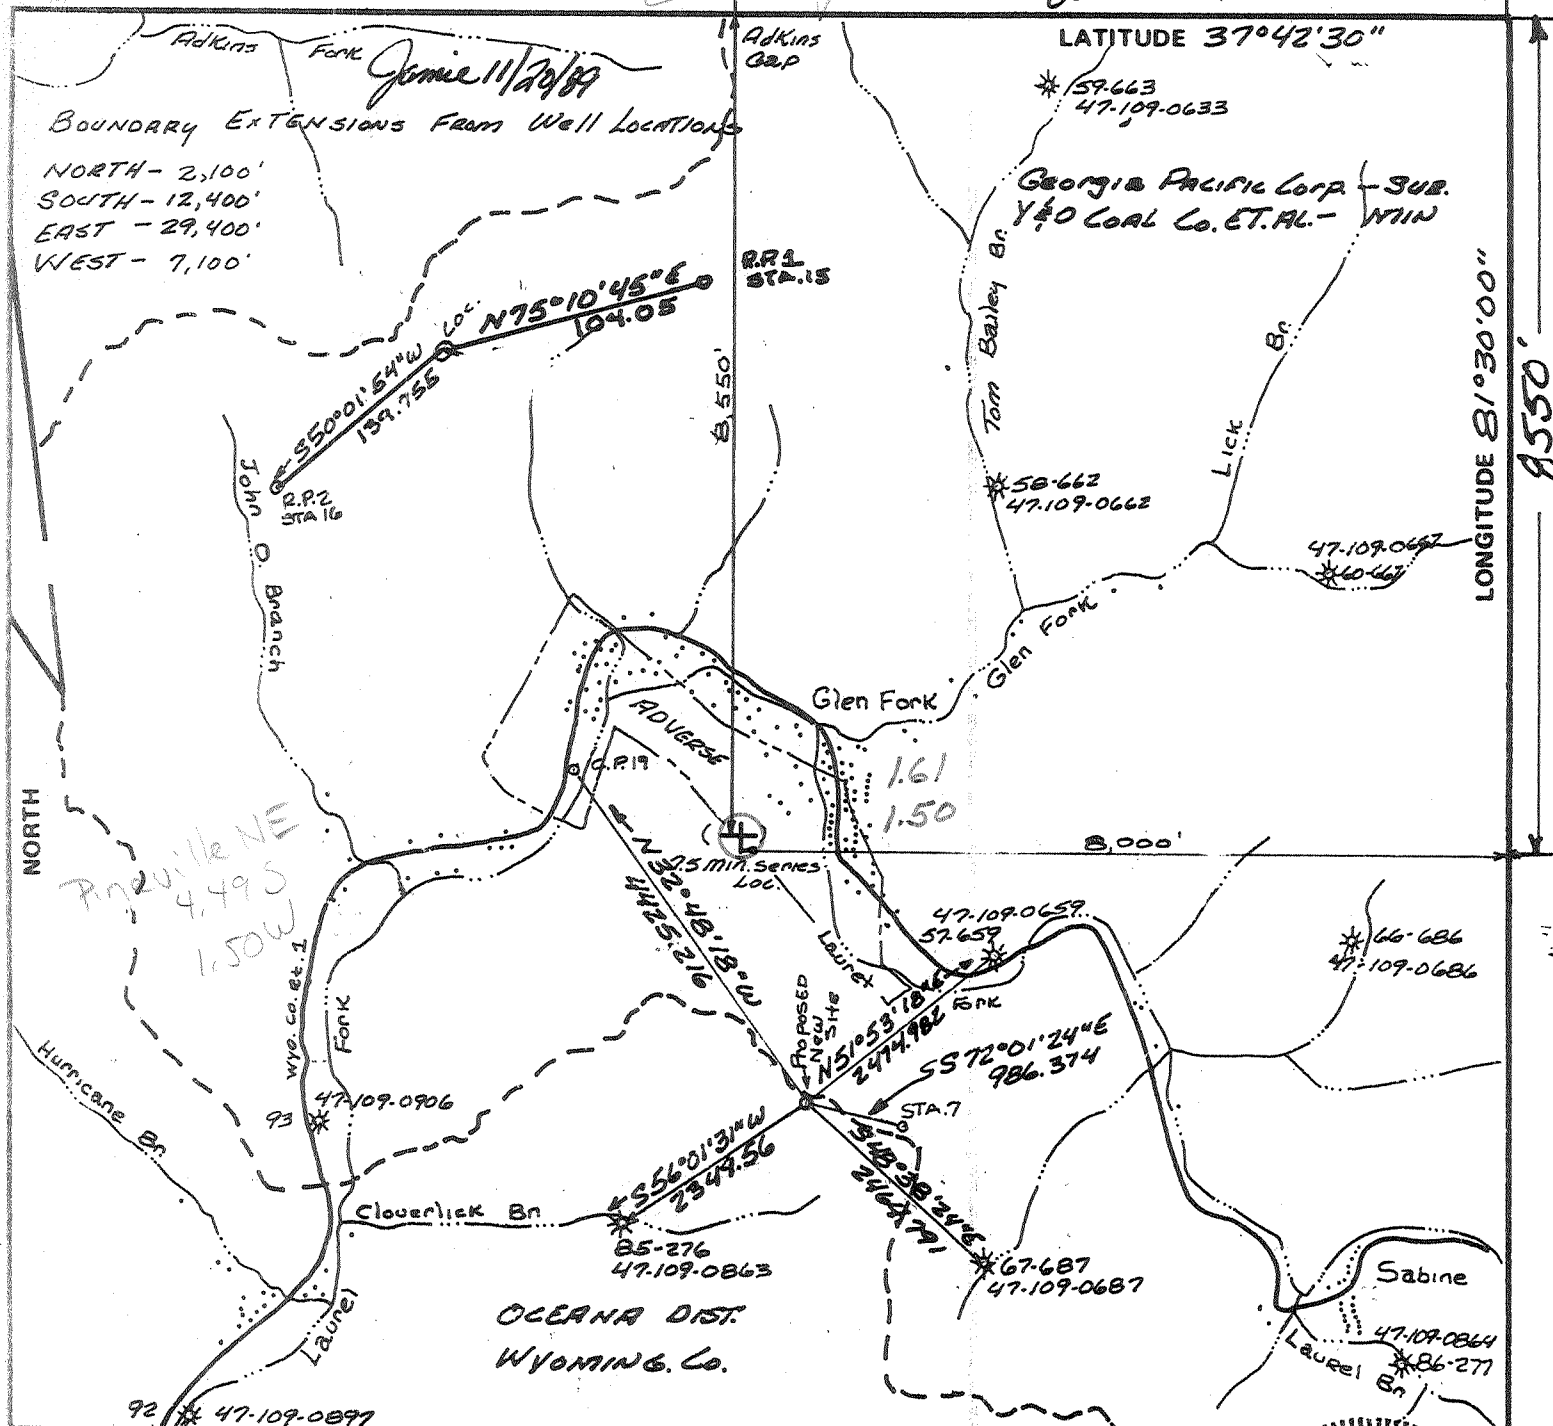 Adkins Fork
Jamie 11/20/89
Adkins
Gap
LATITUDE 37°42'30"
59-663
47-109-0633
BOUNDARY EXTENSIONS FROM WELL LOCATIONS
NORTH - 2,100'
SOUTH - 12,400'
EAST - 29,400'
WEST - 7,100'
Georgia Pacific Corp. - SUR.
Y&O COAL Co. ET. AL. - MIN
R.P.1
STA.15
N75°10'45"E
104.05
LOC.
S50°01'54"W
139.755
R.P.2
STA 16
8,550'
Tom Bailey Br.
Lick Br.
LONGITUDE 81°30'00"
9550'
58-662
47-109-0662
47-109-0667
60-667
John O. Branch
Glen Fork
Glen Fork
ADVERSE
C.P.19
1.61
1.50
NORTH
Pineville NE
4.49 S
1.50W
7.5 Min. Series
Loc.
8,000'
N32°48'18"W
4425.216
47-109-0659
57-659
66-686
47-109-0686
Laurel Fork
PROPOSED
NEW
SITE
N51°53'18"E
2474.982
S72°01'24"E
986.374
STA.7
Wyo. Co. Rt. 1
Fork
Hurricane Br.
93
47-109-0906
S56°01'31"W
2349.56
S48°38'24"E
2464.791
Cloverlick Br
85-276
47-109-0863
67-687
47-109-0687
Sabine
OCEANA DIST.
WYOMING. Co.
Laurel
47-109-0864
86-277
Laurel Br
92
47-109-0897